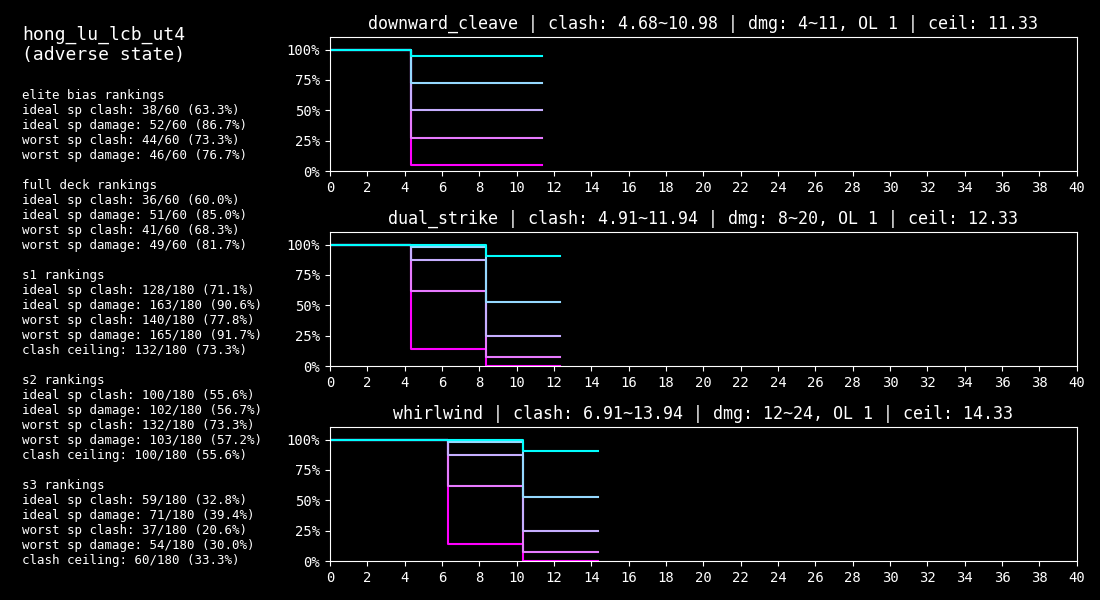 hong_lu_lcb_ut4
(adverse state)
elite bias rankings
ideal sp clash: 38/60 (63.3%)
ideal sp damage: 52/60 (86.7%)
worst sp clash: 44/60 (73.3%)
worst sp damage: 46/60 (76.7%)
full deck rankings
ideal sp clash: 36/60 (60.0%)
ideal sp damage: 51/60 (85.0%)
worst sp clash: 41/60 (68.3%)
worst sp damage: 49/60 (81.7%)
s1 rankings
ideal sp clash: 128/180 (71.1%)
ideal sp damage: 163/180 (90.6%)
worst sp clash: 140/180 (77.8%)
worst sp damage: 165/180 (91.7%)
clash ceiling: 132/180 (73.3%)
s2 rankings
ideal sp clash: 100/180 (55.6%)
ideal sp damage: 102/180 (56.7%)
worst sp clash: 132/180 (73.3%)
worst sp damage: 103/180 (57.2%)
clash ceiling: 100/180 (55.6%)
s3 rankings
ideal sp clash: 59/180 (32.8%)
ideal sp damage: 71/180 (39.4%)
worst sp clash: 37/180 (20.6%)
worst sp damage: 54/180 (30.0%)
clash ceiling: 60/180 (33.3%)
downward_cleave | clash: 4.68~10.98 | dmg: 4~11, OL 1 | ceil: 11.33
100%
75%
50%
25%
0%
0 2 4 6 8 10 12 14 16 18 20 22 24 26 28 30 32 34 36 38 40
dual_strike | clash: 4.91~11.94 | dmg: 8~20, OL 1 | ceil: 12.33
100%
75%
50%
25%
0%
0 2 4 6 8 10 12 14 16 18 20 22 24 26 28 30 32 34 36 38 40
whirlwind | clash: 6.91~13.94 | dmg: 12~24, OL 1 | ceil: 14.33
100%
75%
50%
25%
0%
0 2 4 6 8 10 12 14 16 18 20 22 24 26 28 30 32 34 36 38 40